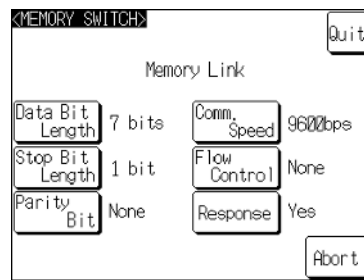 <MEMORY SWITCH>
Quit
Memory Link
Data Bit
Length
7 bits
Comm.
Speed
9600bps
Stop Bit
Length
1 bit
Flow
Control
None
Parity
Bit
None
Response
Yes
Abort